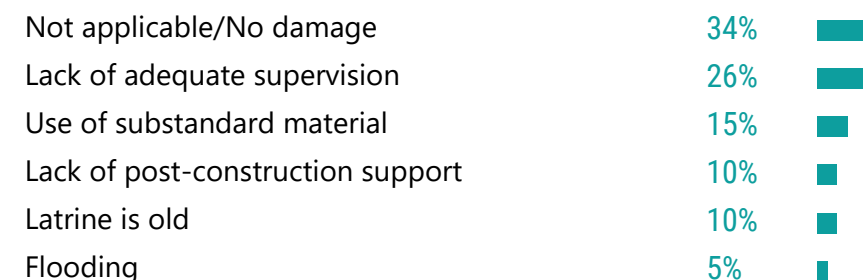 Not applicable/No damage 34%
Lack of adequate supervision 26%
Use of substandard material 15%
Lack of post-construction support 10%
Latrine is old 10%
Flooding 5%